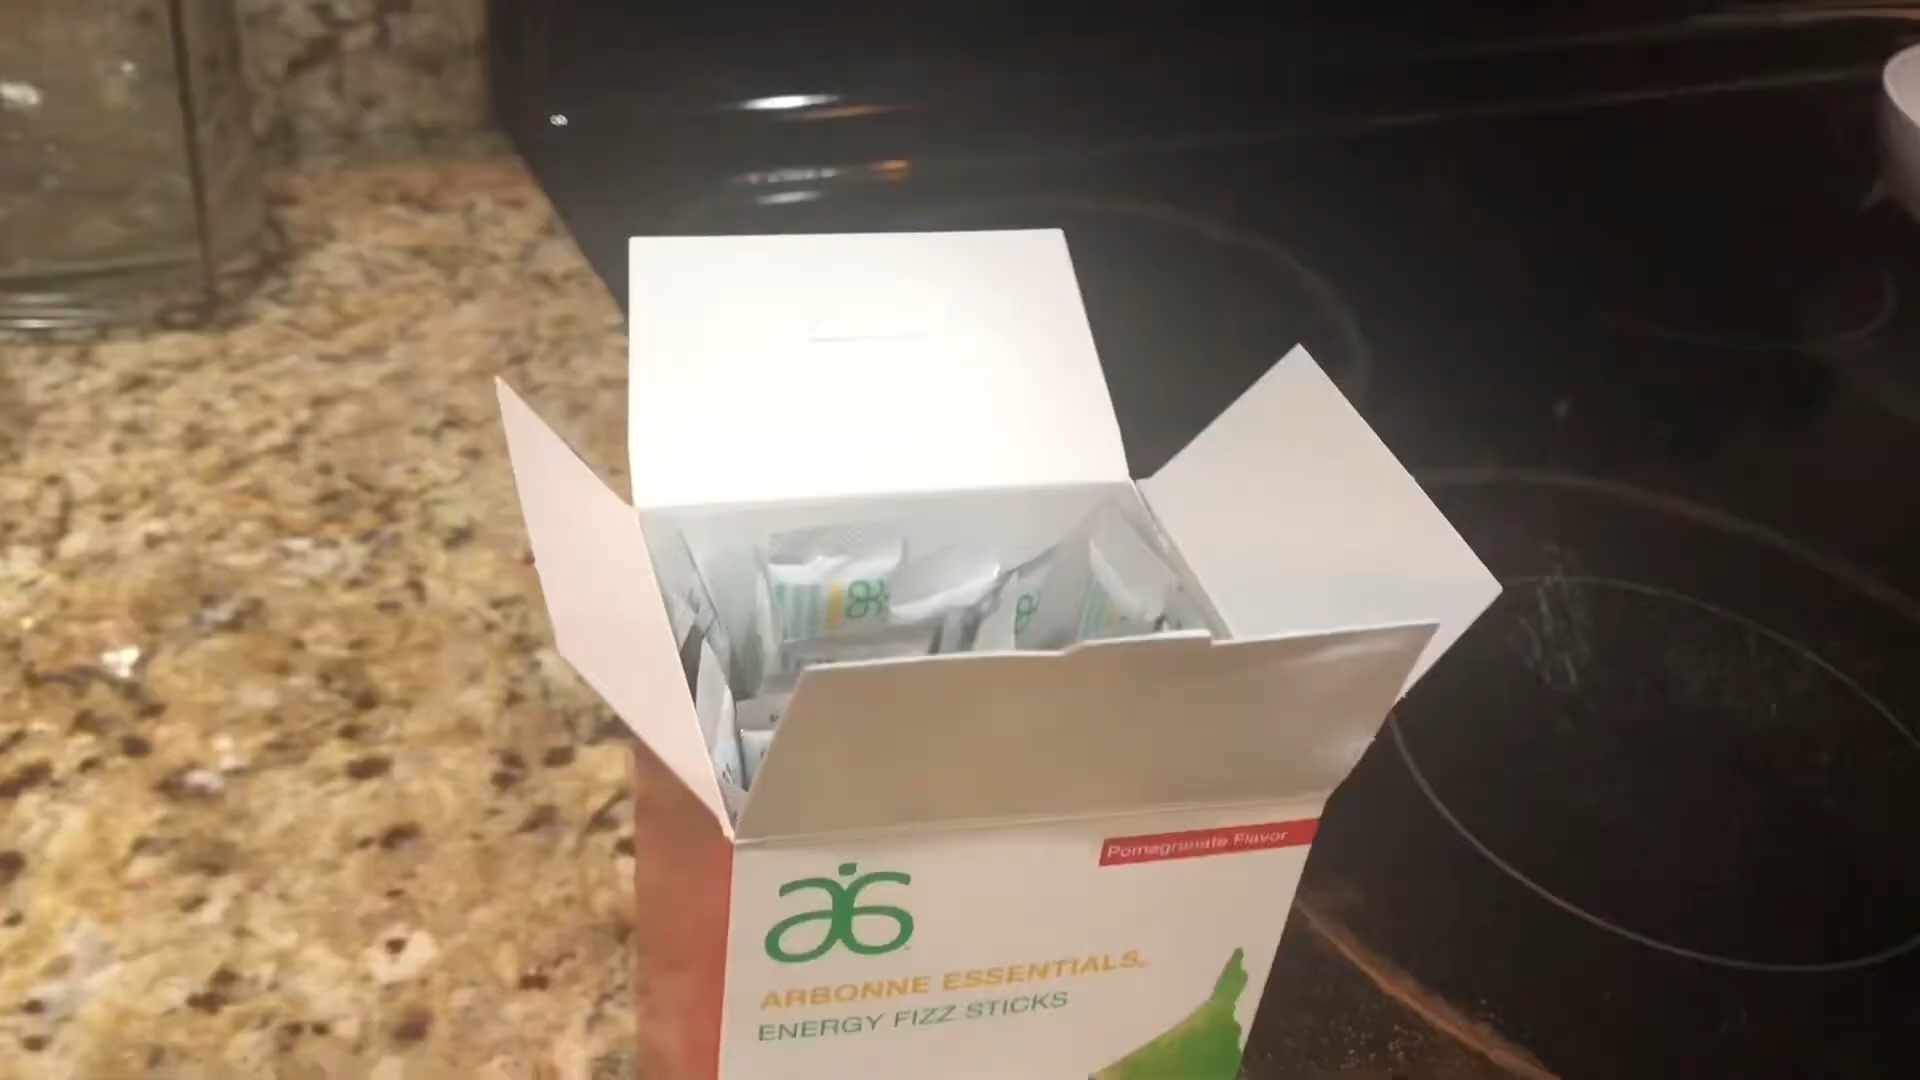 Pomegranate Flavor
ARBONNE ESSENTIALS
ENERGY FIZZ STICKS